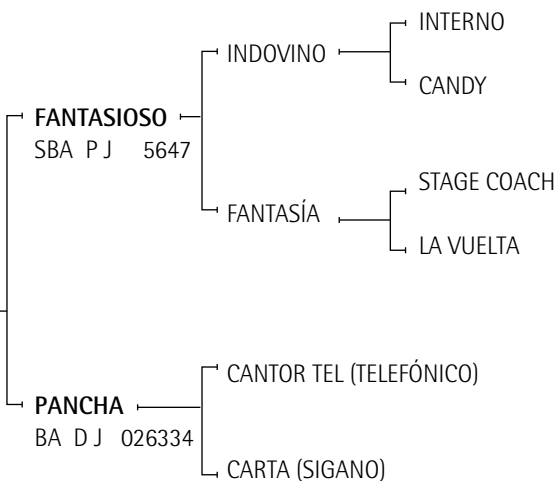 INTERNO
INDOVINO
CANDY
FANTASIOSO
SBA P J 5647
STAGE COACH
FANTASÍA
LA VUELTA
CANTOR TEL (TELEFÓNICO)
PANCHA
BA D J 026334
CARTA (SIGANO)